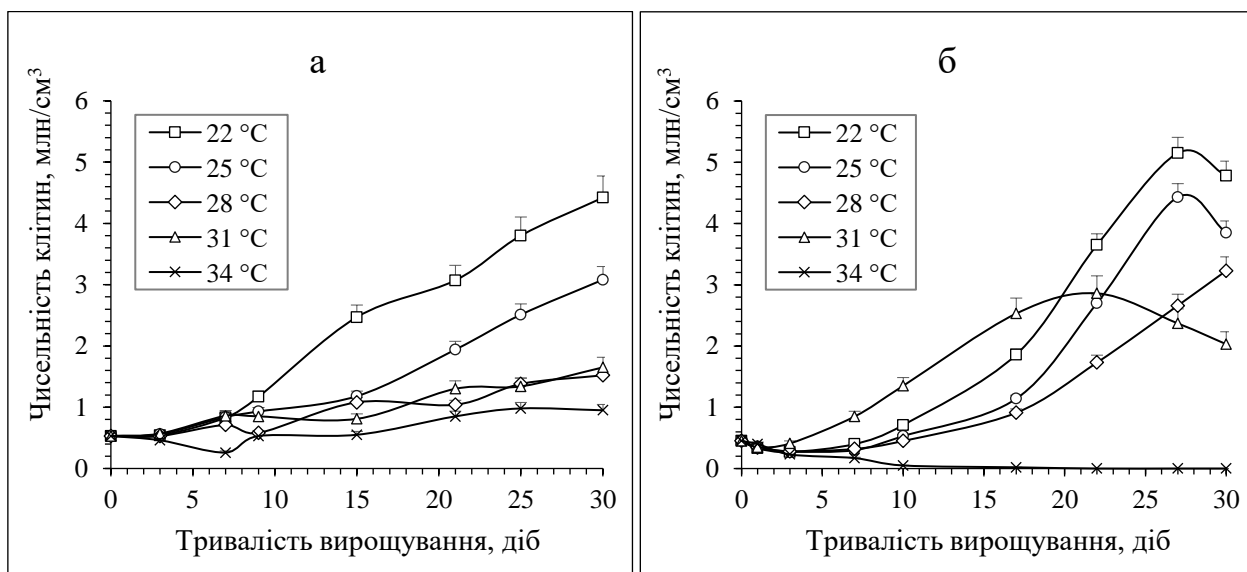 а
Чисельність клітин, млн/см³
6
5
4
3
2
1
0
22 °C
25 °C
28 °C
31 °C
34 °C
0 5 10 15 20 25 30
Тривалість вирощування, діб
б
Чисельність клітин, млн/см³
6
5
4
3
2
1
0
22 °C
25 °C
28 °C
31 °C
34 °C
0 5 10 15 20 25 30
Тривалість вирощування, діб